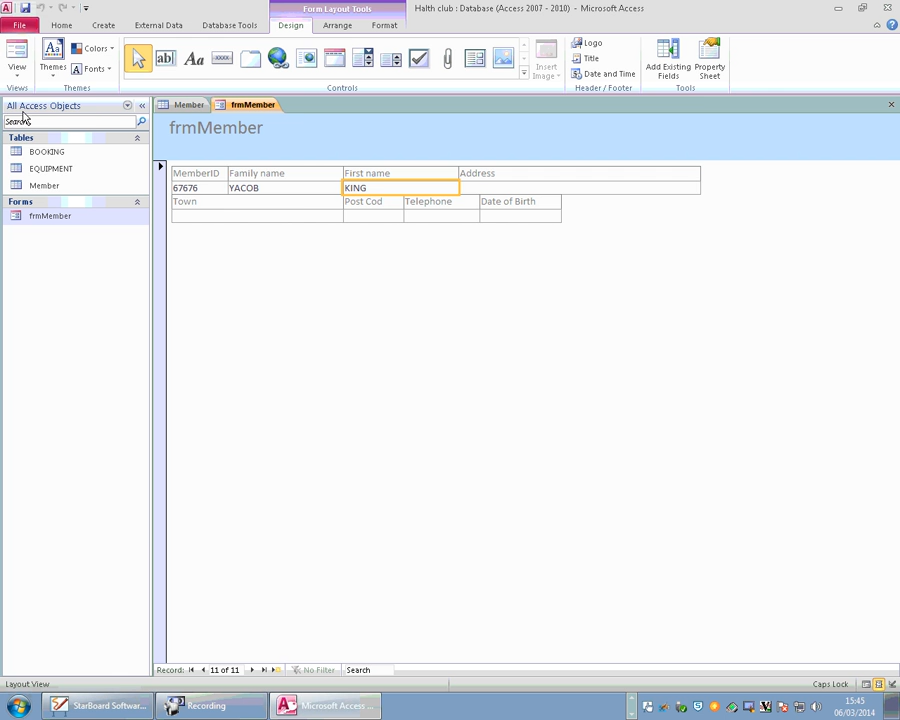 Form Layout Tools
Halth club : Database (Access 2007 - 2010) - Microsoft Access
File Home Create External Data Database Tools Design Arrange Format
View
Views
Themes
Colors
Fonts
Themes
ab
Aa
xxxx
Controls
Insert
Image
Logo
Title
Date and Time
Header / Footer
Add Existing
Fields
Property
Sheet
Tools
All Access Objects
Search
Tables
BOOKING
EQUIPMENT
Member
Forms
frmMember
Member frmMember
frmMember
MemberID Family name First name Address
67676 YACOB KING
Town Post Cod Telephone Date of Birth
Record: 11 of 11 No Filter Search
Layout View
Caps Lock
StarBoard Softwar...
Recording
Microsoft Access ...
15:45
06/03/2014